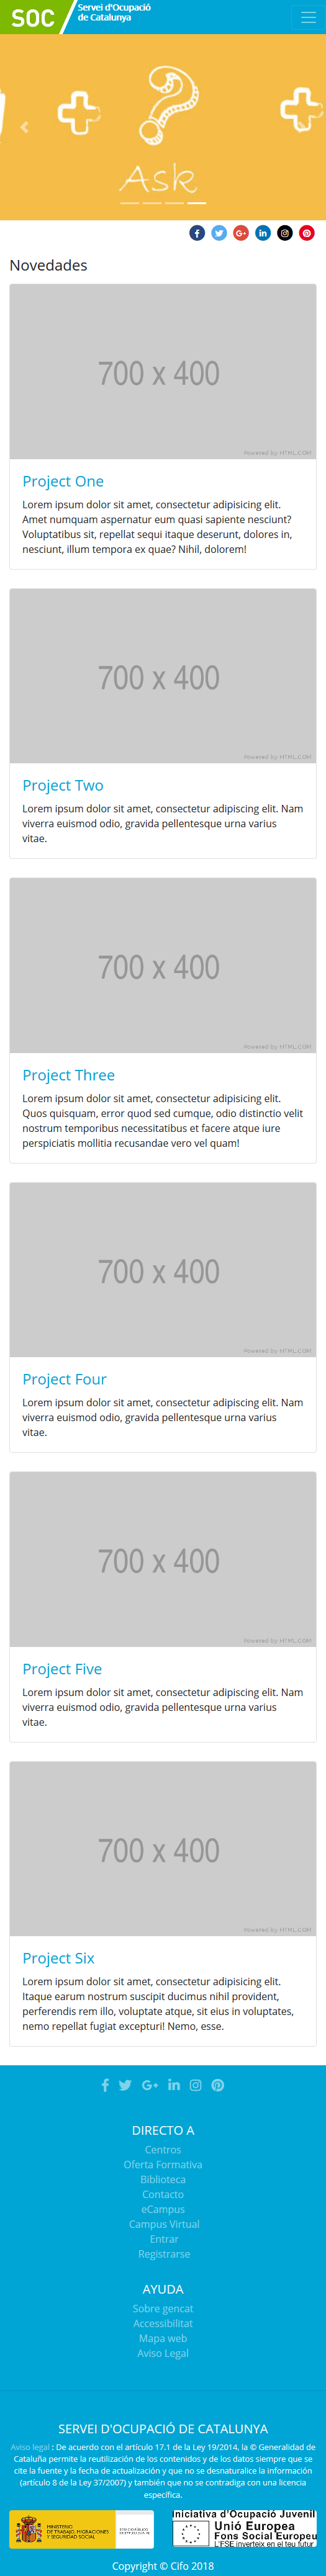 SOC
Servei d'Ocupació
de Catalunya
?
Ask
Novedades
700 x 400
Powered by HTML.COM
Project One
Lorem ipsum dolor sit amet, consectetur adipisicing elit.
Amet numquam aspernatur eum quasi sapiente nesciunt?
Voluptatibus sit, repellat sequi itaque deserunt, dolores in,
nesciunt, illum tempora ex quae? Nihil, dolorem!
700 x 400
Powered by HTML.COM
Project Two
Lorem ipsum dolor sit amet, consectetur adipiscing elit. Nam
viverra euismod odio, gravida pellentesque urna varius
vitae.
700 x 400
Powered by HTML.COM
Project Three
Lorem ipsum dolor sit amet, consectetur adipisicing elit.
Quos quisquam, error quod sed cumque, odio distinctio velit
nostrum temporibus necessitatibus et facere atque iure
perspiciatis mollitia recusandae vero vel quam!
700 x 400
Powered by HTML.COM
Project Four
Lorem ipsum dolor sit amet, consectetur adipiscing elit. Nam
viverra euismod odio, gravida pellentesque urna varius
vitae.
700 x 400
Powered by HTML.COM
Project Five
Lorem ipsum dolor sit amet, consectetur adipiscing elit. Nam
viverra euismod odio, gravida pellentesque urna varius
vitae.
700 x 400
Powered by HTML.COM
Project Six
Lorem ipsum dolor sit amet, consectetur adipisicing elit.
Itaque earum nostrum suscipit ducimus nihil provident,
perferendis rem illo, voluptate atque, sit eius in voluptates,
nemo repellat fugiat excepturi! Nemo, esse.
DIRECTO A
Centros
Oferta Formativa
Biblioteca
Contacto
eCampus
Campus Virtual
Entrar
Registrarse
AYUDA
Sobre gencat
Accessibilitat
Mapa web
Aviso Legal
SERVEI D'OCUPACIÓ DE CATALUNYA
Aviso legal : De acuerdo con el artículo 17.1 de la Ley 19/2014, la © Generalidad de
Cataluña permite la reutilización de los contenidos y de los datos siempre que se
cite la fuente y la fecha de actualización y que no se desnaturalice la información
(artículo 8 de la Ley 37/2007) y también que no se contradiga con una licencia
específica.
MINISTERIO
DE TRABAJO, MIGRACIONES
Y SEGURIDAD SOCIAL
Iniciativa d'Ocupació Juvenil
Unió Europea
Fons Social Europeu
L'FSE inverteix en el teu futur
Copyright © Cifo 2018